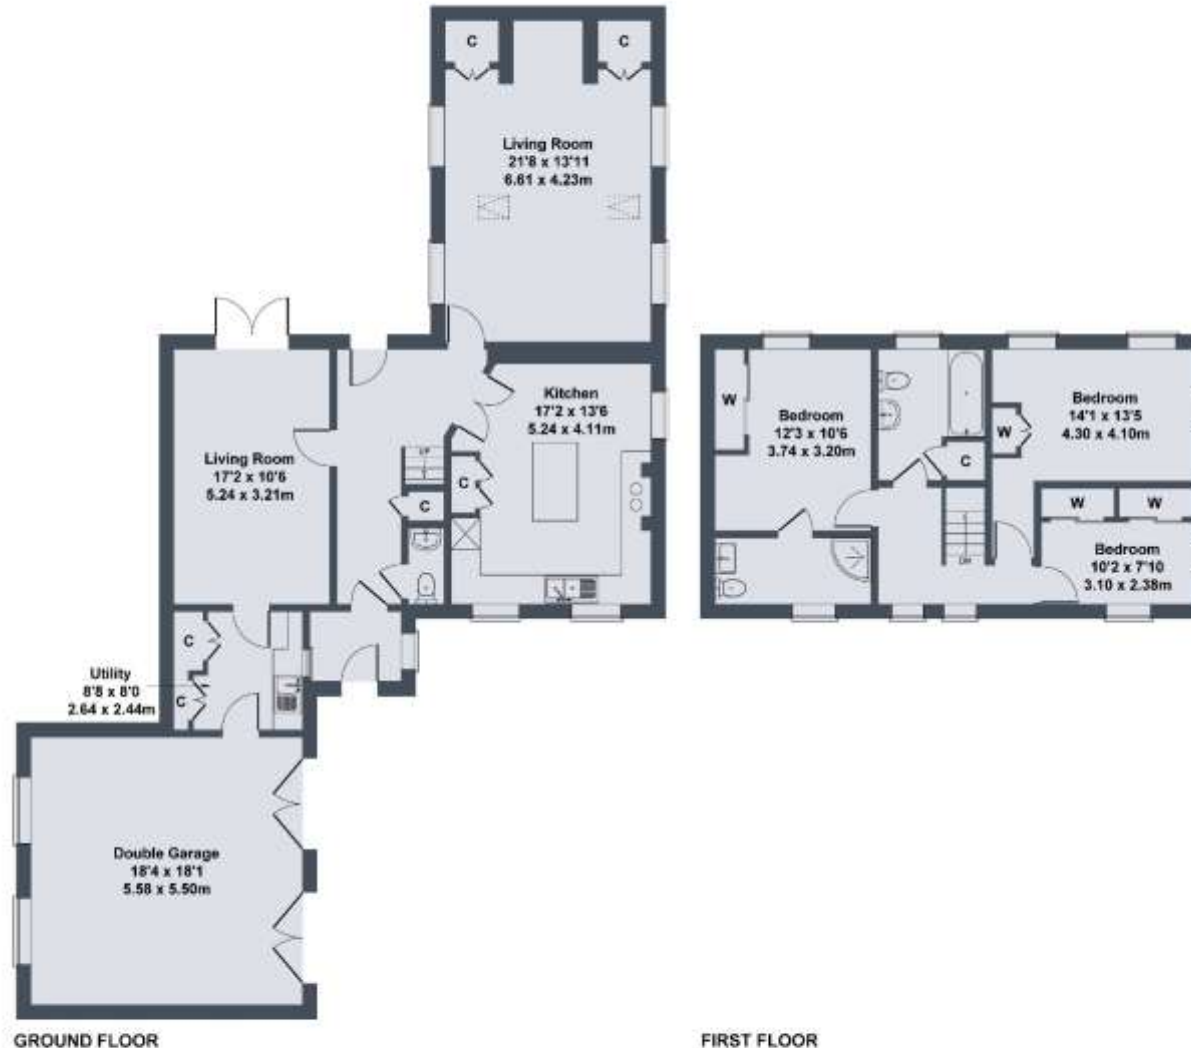 C
C
Living Room
21'8 x 13'11
6.61 x 4.23m
Kitchen
17'2 x 13'6
5.24 x 4.11m
Living Room
17'2 x 10'6
5.24 x 3.21m
UP
C
C
C
Utility
8'8 x 8'0
2.64 x 2.44m
C
Double Garage
18'4 x 18'1
5.58 x 5.50m
GROUND FLOOR
W
Bedroom
12'3 x 10'6
3.74 x 3.20m
C
W
Bedroom
14'1 x 13'5
4.30 x 4.10m
W
W
Bedroom
10'2 x 7'10
3.10 x 2.38m
DN
FIRST FLOOR